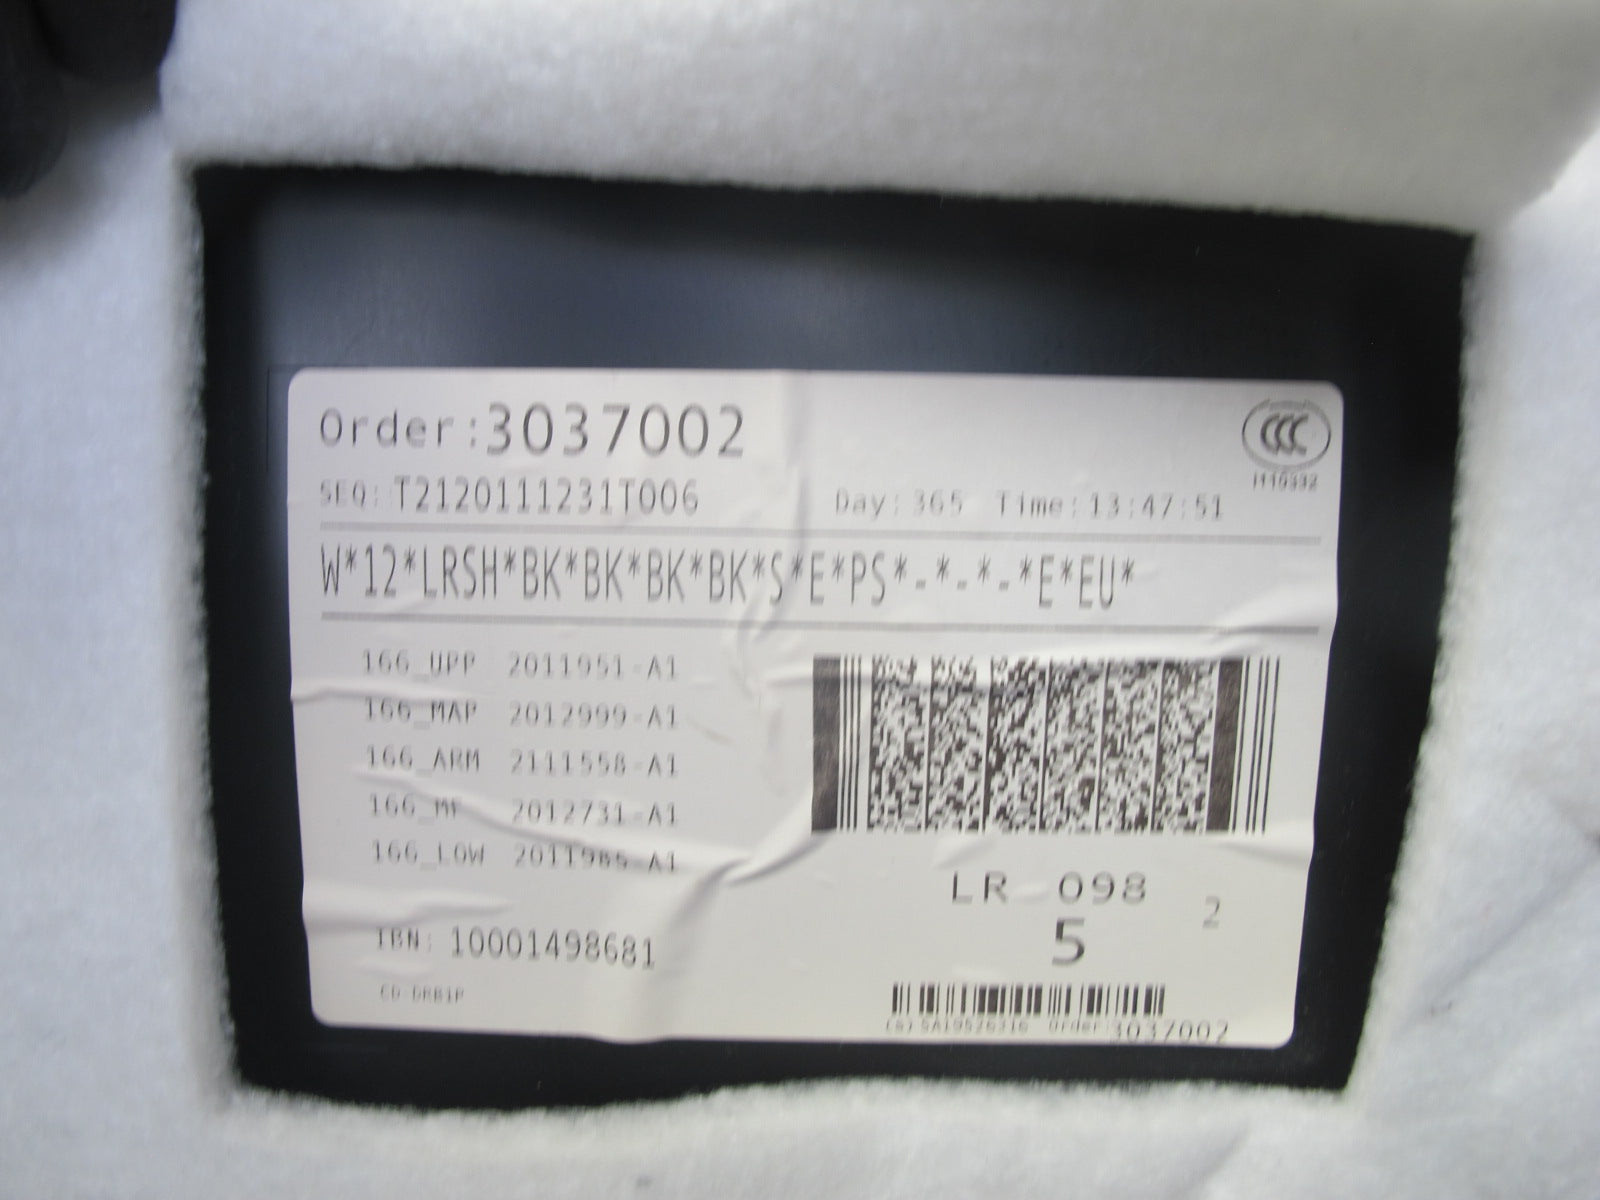 Order:3037002
CCC
SEQ: T2120111231T006 Day: 365 Time: 13:47:51
W*12*LRSH*BK*BK*BK*BK*S*E*PS*-*-*-*E*EU*
166_UPP 2011951-A1
166_MAP 2012999-A1
166_ARM 2111558-A1
166_MF 2012731-A1
166_LOW 2011985-A1
LR 098
5
2
IBN: 10001498681
Order 3037002